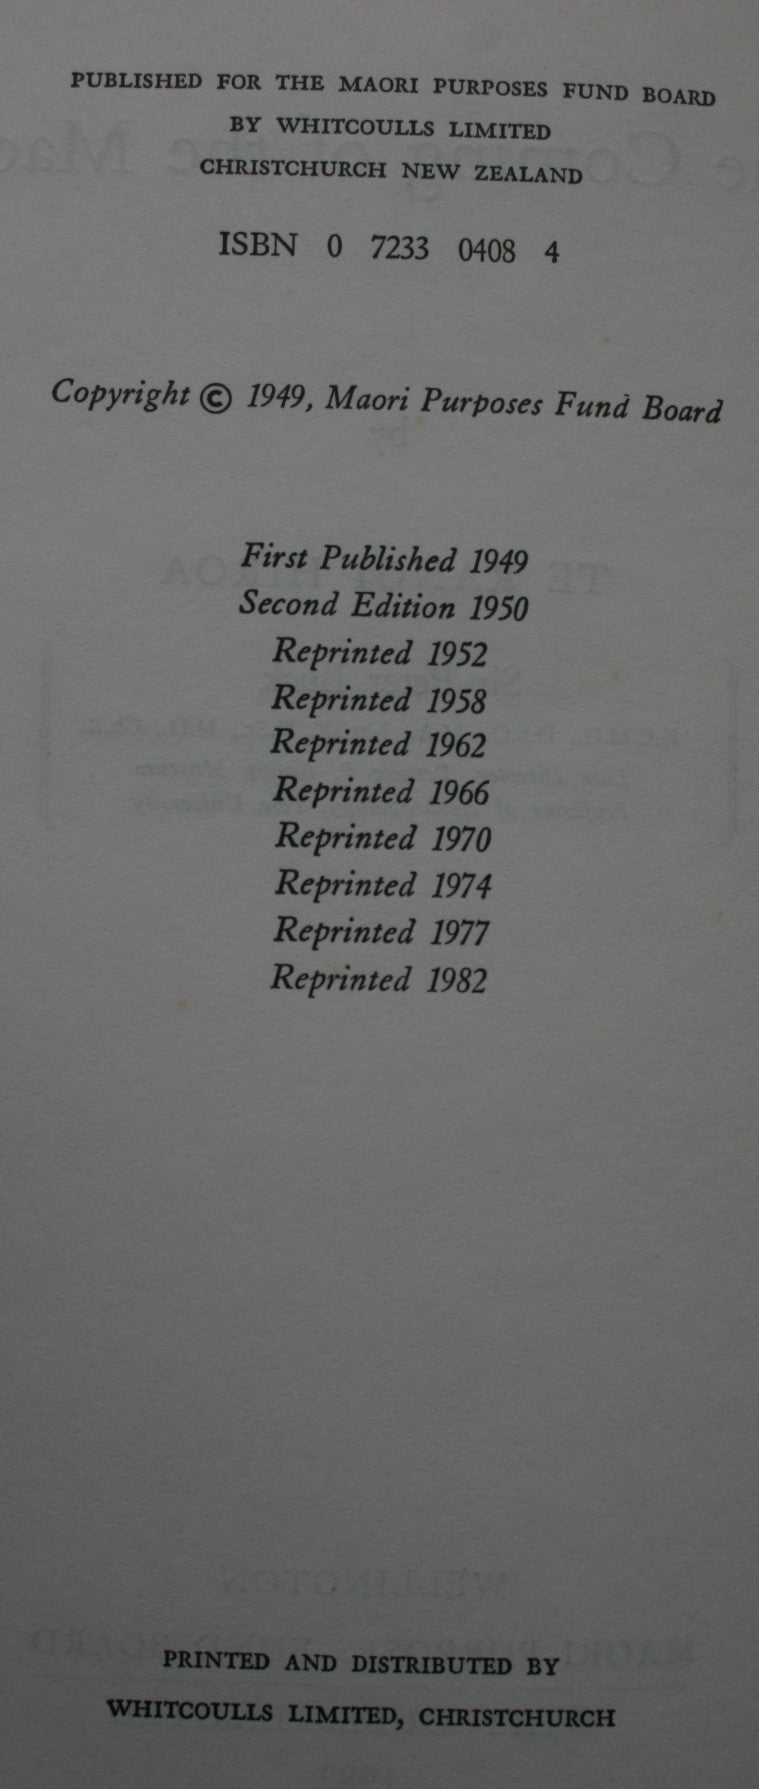 PUBLISHED FOR THE MAORI PURPOSES FUND BOARD
BY WHITCOULLS LIMITED
CHRISTCHURCH NEW ZEALAND
ISBN 0 7233 0408 4
Copyright © 1949, Maori Purposes Fund Board
First Published 1949
Second Edition 1950
Reprinted 1952
Reprinted 1958
Reprinted 1962
Reprinted 1966
Reprinted 1970
Reprinted 1974
Reprinted 1977
Reprinted 1982
PRINTED AND DISTRIBUTED BY
WHITCOULLS LIMITED, CHRISTCHURCH